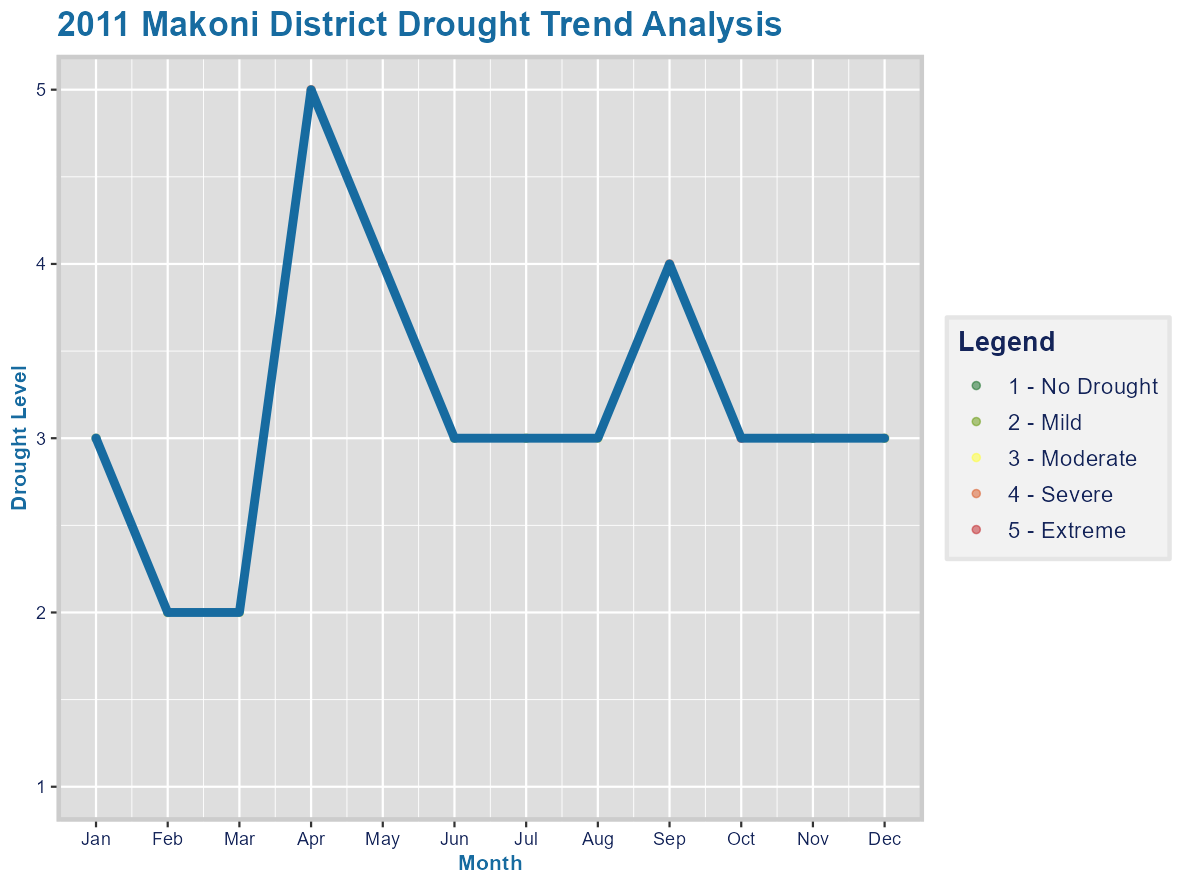 2011 Makoni District Drought Trend Analysis
Drought Level
5
4
3
2
1
Jan Feb Mar Apr May Jun Jul Aug Sep Oct Nov Dec
Month
Legend
1 - No Drought
2 - Mild
3 - Moderate
4 - Severe
5 - Extreme